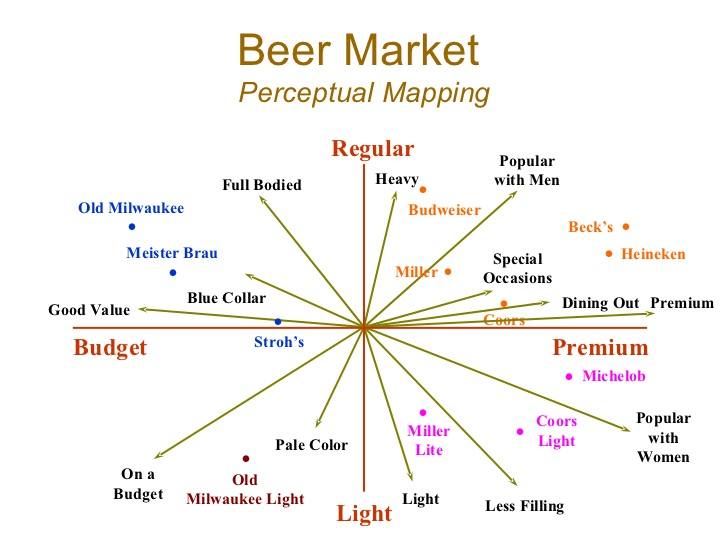 Beer Market
Perceptual Mapping
Regular
Popular
with Men
Heavy
Full Bodied
Old Milwaukee
Budweiser
Beck's
Meister Brau
Heineken
Special
Occasions
Miller
Blue Collar
Dining Out
Premium
Good Value
Coors
Stroh's
Budget
Premium
Michelob
Popular
with
Women
Coors
Light
Miller
Lite
Pale Color
On a
Budget
Old
Milwaukee Light
Light
Less Filling
Light